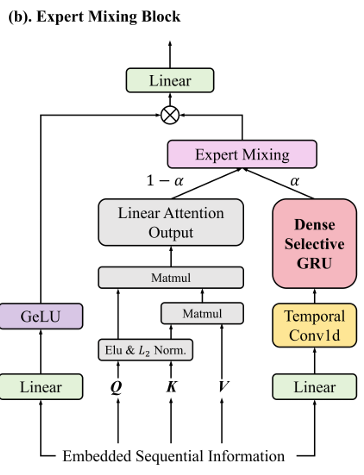 (b). Expert Mixing Block
Linear
Expert Mixing
1 − α
α
Linear Attention
Output
Dense
Selective
GRU
Matmul
Matmul
GeLU
Temporal
Conv1d
Elu & L₂ Norm.
Linear
Q
K
V
Linear
Embedded Sequential Information